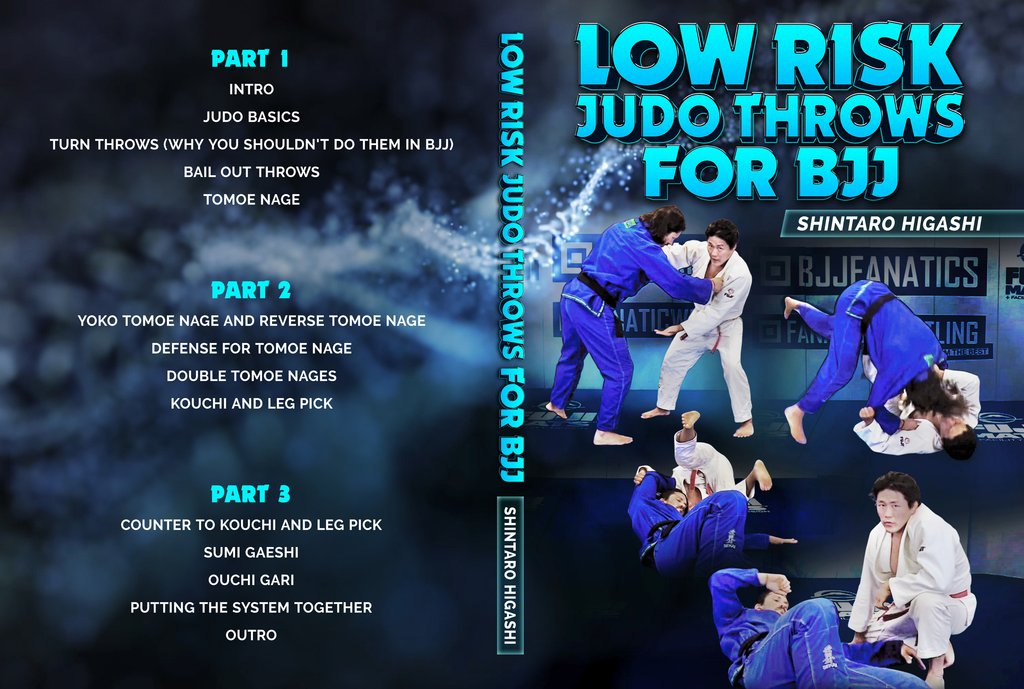 PART 1
INTRO
JUDO BASICS
TURN THROWS (WHY YOU SHOULDN'T DO THEM IN BJJ)
BAIL OUT THROWS
TOMOE NAGE
PART 2
YOKO TOMOE NAGE AND REVERSE TOMOE NAGE
DEFENSE FOR TOMOE NAGE
DOUBLE TOMOE NAGES
KOUCHI AND LEG PICK
PART 3
COUNTER TO KOUCHI AND LEG PICK
SUMI GAESHI
OUCHI GARI
PUTTING THE SYSTEM TOGETHER
OUTRO
LOW RISK JUDO THROWS FOR BJJ
SHINTARO HIGASHI
LOW RISK
JUDO THROWS
FOR BJJ
SHINTARO HIGASHI
BJJFANATICS